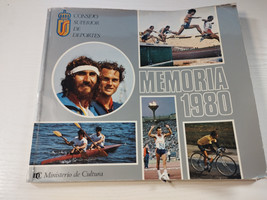 CONSEJO
SUPERIOR
DE
DEPORTES
MEMORIA
1980
Ministerio de Cultura